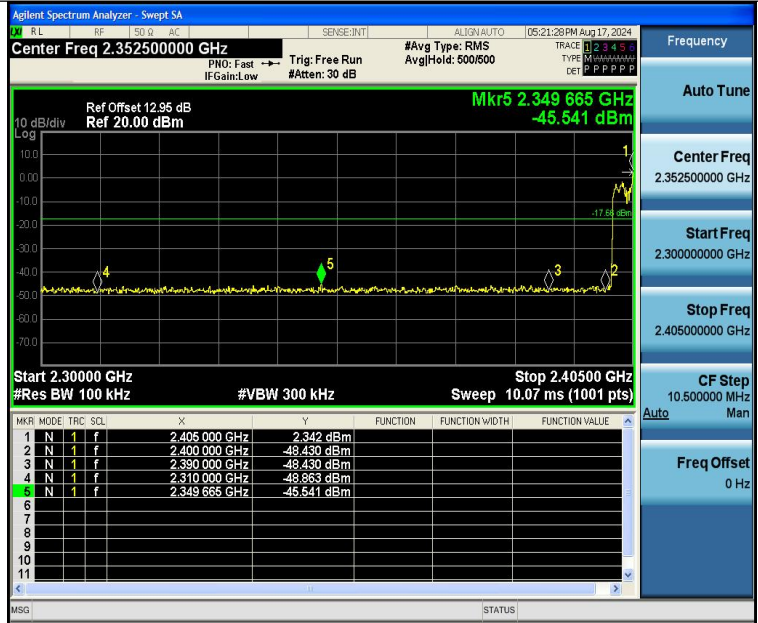 Agilent Spectrum Analyzer - Swept SA
RL RF 50 Ω AC SENSE:INT ALIGN AUTO 05:21:28 PM Aug 17, 2024
Center Freq 2.352500000 GHz
PNO: Fast
IFGain:Low
Trig: Free Run
#Atten: 30 dB
#Avg Type: RMS
Avg|Hold: 500/500
TRACE 1 2 3 4 5 6
TYPE M
DET P P P P P P
Ref Offset 12.95 dB
10 dB/div Ref 20.00 dBm
Log
Mkr5 2.349 665 GHz
-45.541 dBm
10.0
0.00
-10.0
-20.0
-30.0
-40.0
-50.0
-60.0
-70.0
1
-17.66 dBm
4
5
3
2
Start 2.30000 GHz Stop 2.40500 GHz
#Res BW 100 kHz #VBW 300 kHz Sweep 10.07 ms (1001 pts)
MKR MODE TRC SCL X Y FUNCTION FUNCTION WIDTH FUNCTION VALUE
1 N 1 f 2.405 000 GHz 2.342 dBm
2 N 1 f 2.400 000 GHz -48.430 dBm
3 N 1 f 2.390 000 GHz -48.430 dBm
4 N 1 f 2.310 000 GHz -48.863 dBm
5 N 1 f 2.349 665 GHz -45.541 dBm
6
7
8
9
10
11
MSG STATUS
Frequency
Auto Tune
Center Freq
2.352500000 GHz
Start Freq
2.300000000 GHz
Stop Freq
2.405000000 GHz
CF Step
10.500000 MHz
Auto Man
Freq Offset
0 Hz